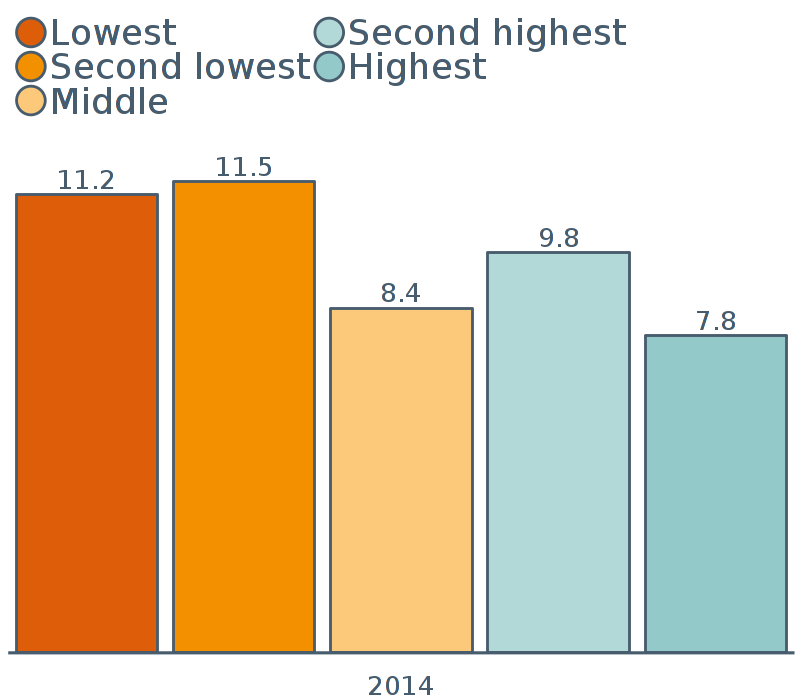 Lowest
Second lowest
Middle
Second highest
Highest
11.2
11.5
8.4
9.8
7.8
2014